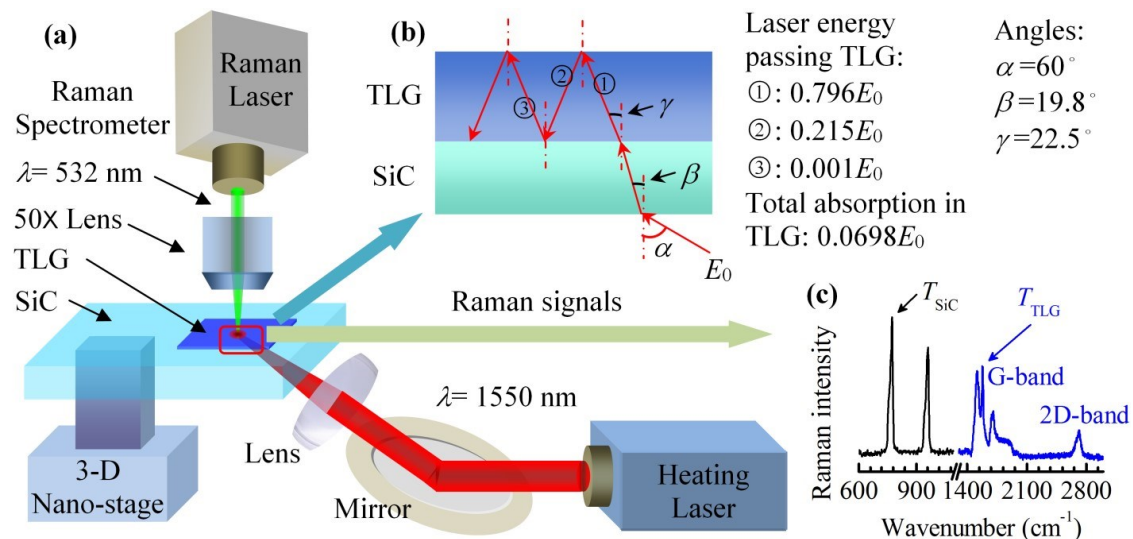 (a)
Raman
Laser
Raman
Spectrometer
λ= 532 nm
50X Lens
TLG
SiC
3-D
Nano-stage
Lens
Mirror
λ= 1550 nm
Heating
Laser
Raman signals
(b)
TLG
SiC
①
②
③
γ
β
α
E0
Laser energy
passing TLG:
①: 0.796E0
②: 0.215E0
③: 0.001E0
Total absorption in
TLG: 0.0698E0
Angles:
α=60°
β=19.8°
γ=22.5°
(c)
TSiC
TTLG
G-band
2D-band
Raman intensity
600 900 1 1400 2100 2800
Wavenumber (cm-1)